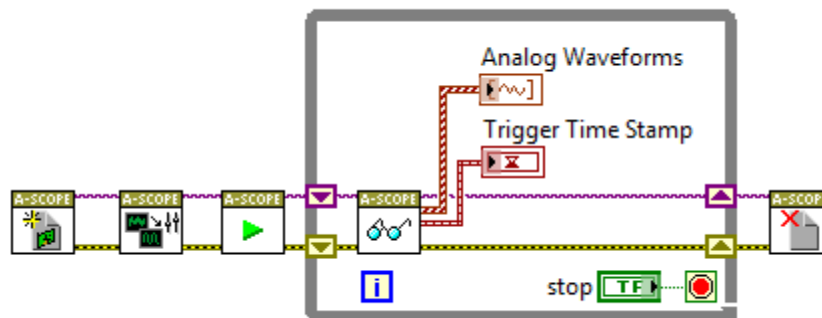 Analog Waveforms
Trigger Time Stamp
A-SCOPE A-SCOPE A-SCOPE A-SCOPE A-SCOPE
i
stop TF